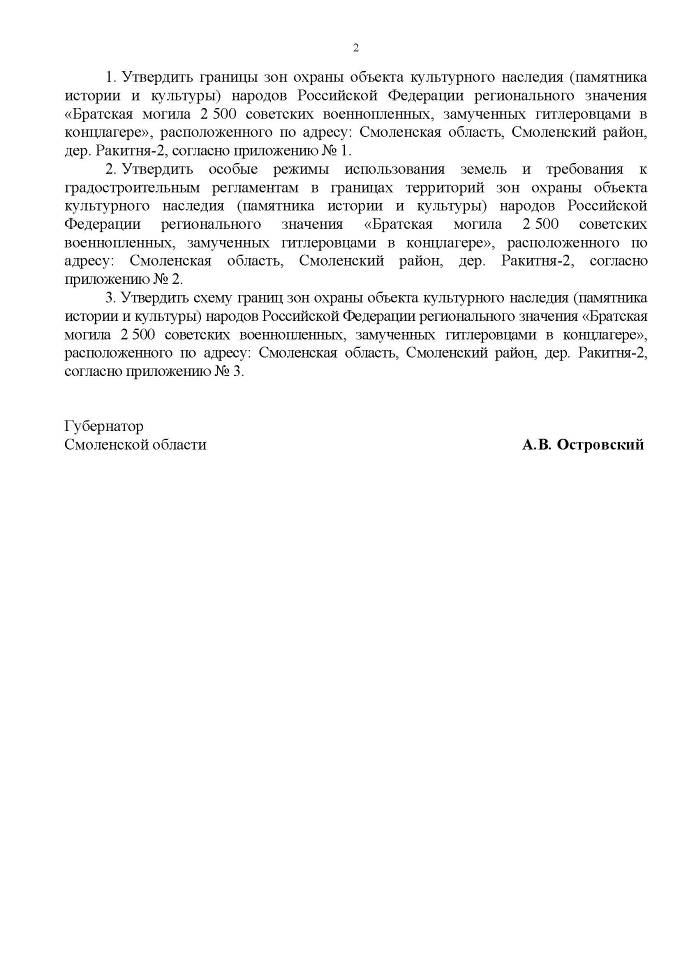 2
1. Утвердить границы зон охраны объекта культурного наследия (памятника
истории и культуры) народов Российской Федерации регионального значения
«Братская могила 2 500 советских военнопленных, замученных гитлеровцами в
концлагере», расположенного по адресу: Смоленская область, Смоленский район,
дер. Ракитня-2, согласно приложению № 1.
2. Утвердить особые режимы использования земель и требования к
градостроительным регламентам в границах территорий зон охраны объекта
культурного наследия (памятника истории и культуры) народов Российской
Федерации регионального значения «Братская могила 2 500 советских
военнопленных, замученных гитлеровцами в концлагере», расположенного по
адресу: Смоленская область, Смоленский район, дер. Ракитня-2, согласно
приложению № 2.
3. Утвердить схему границ зон охраны объекта культурного наследия (памятника
истории и культуры) народов Российской Федерации регионального значения «Братская
могила 2 500 советских военнопленных, замученных гитлеровцами в концлагере»,
расположенного по адресу: Смоленская область, Смоленский район, дер. Ракитня-2,
согласно приложению № 3.
Губернатор
Смоленской области А.В. Островский